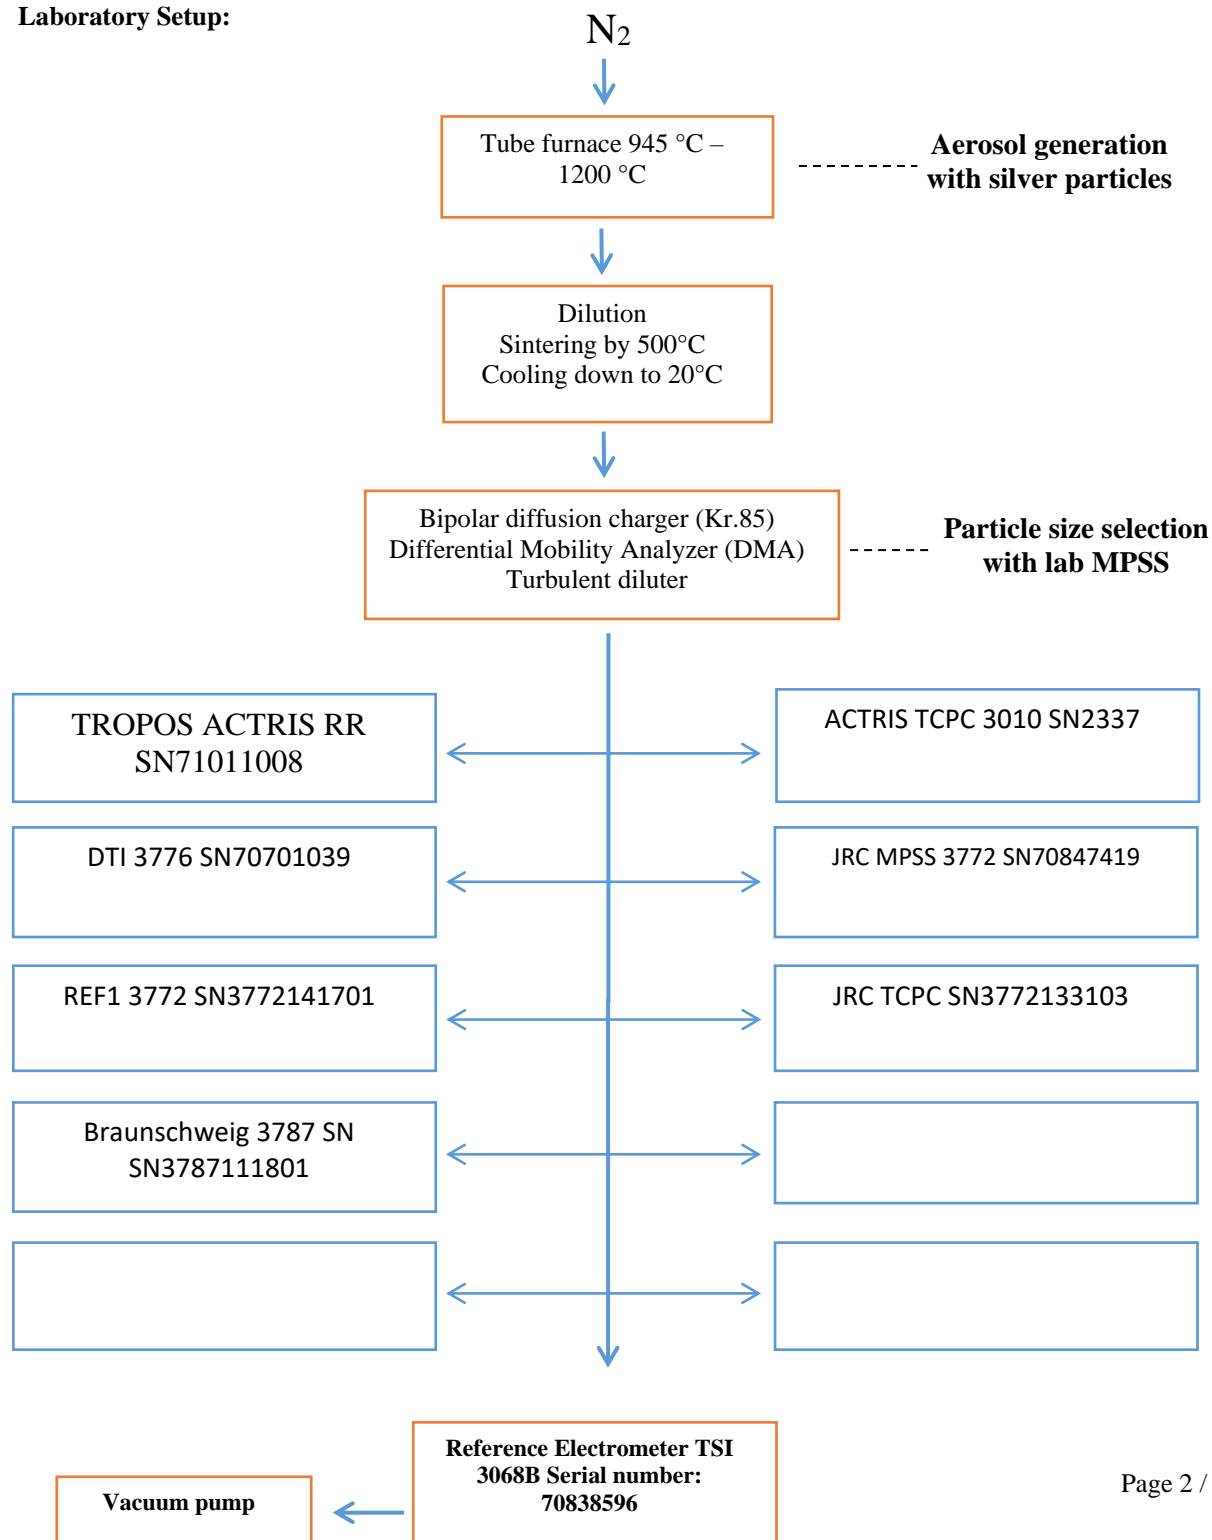 Laboratory Setup:
N₂
Tube furnace 945 °C –
1200 °C
Aerosol generation
with silver particles
Dilution
Sintering by 500°C
Cooling down to 20°C
Bipolar diffusion charger (Kr.85)
Differential Mobility Analyzer (DMA)
Turbulent diluter
Particle size selection
with lab MPSS
TROPOS ACTRIS RR
SN71011008
ACTRIS TCPC 3010 SN2337
DTI 3776 SN70701039
JRC MPSS 3772 SN70847419
REF1 3772 SN3772141701
JRC TCPC SN3772133103
Braunschweig 3787 SN
SN3787111801
Reference Electrometer TSI
3068B Serial number:
70838596
Vacuum pump
Page 2 /